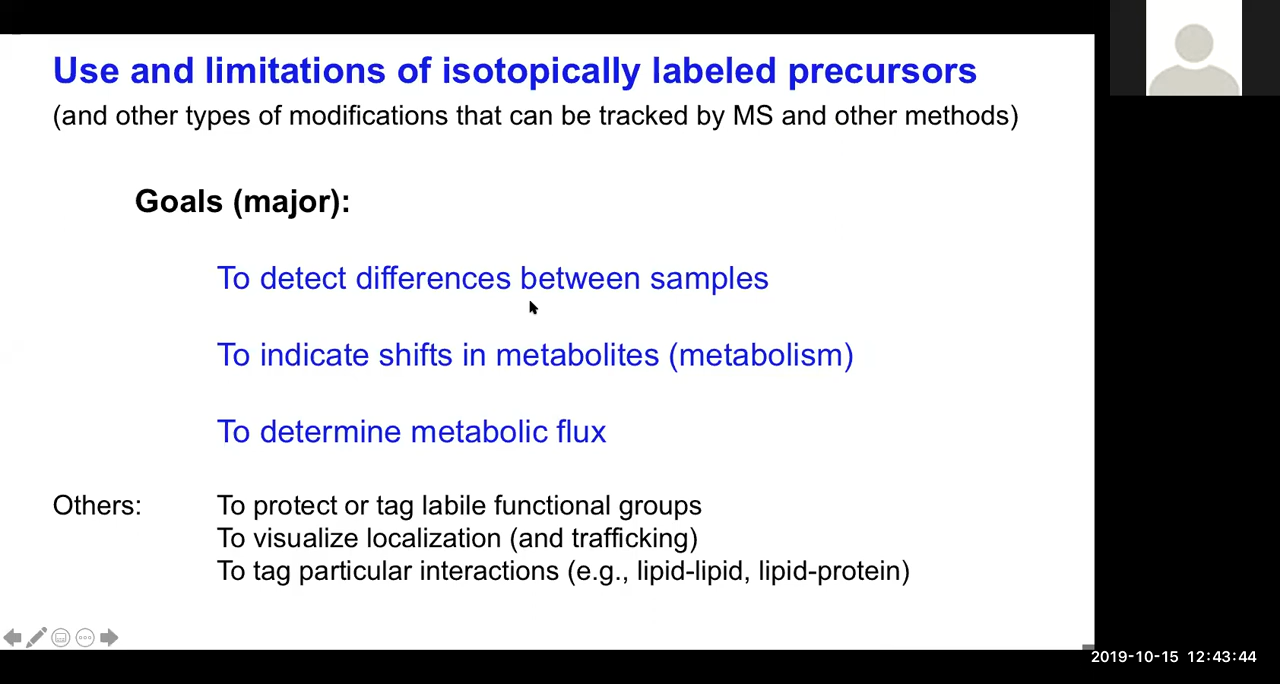 Use and limitations of isotopically labeled precursors
(and other types of modifications that can be tracked by MS and other methods)
Goals (major):
To detect differences between samples
To indicate shifts in metabolites (metabolism)
To determine metabolic flux
Others: To protect or tag labile functional groups
To visualize localization (and trafficking)
To tag particular interactions (e.g., lipid-lipid, lipid-protein)
2019-10-15 12:43:44